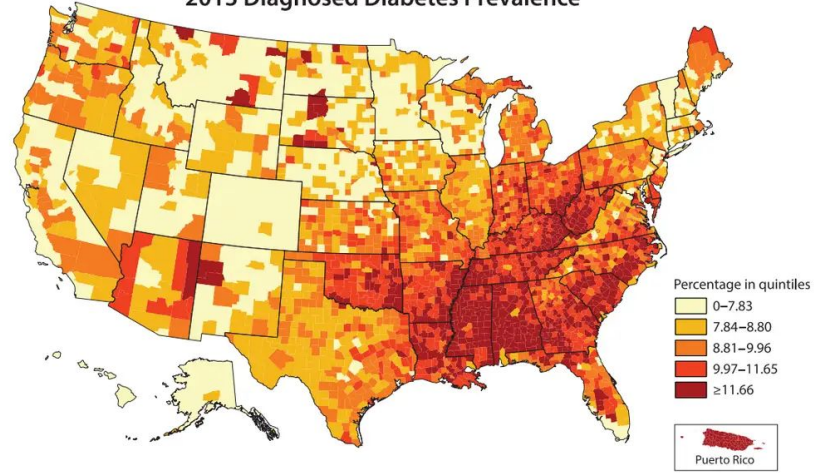 2013 Diagnosed Diabetes Prevalence
Percentage in quintiles
0–7.83
7.84–8.80
8.81–9.96
9.97–11.65
≥11.66
Puerto Rico